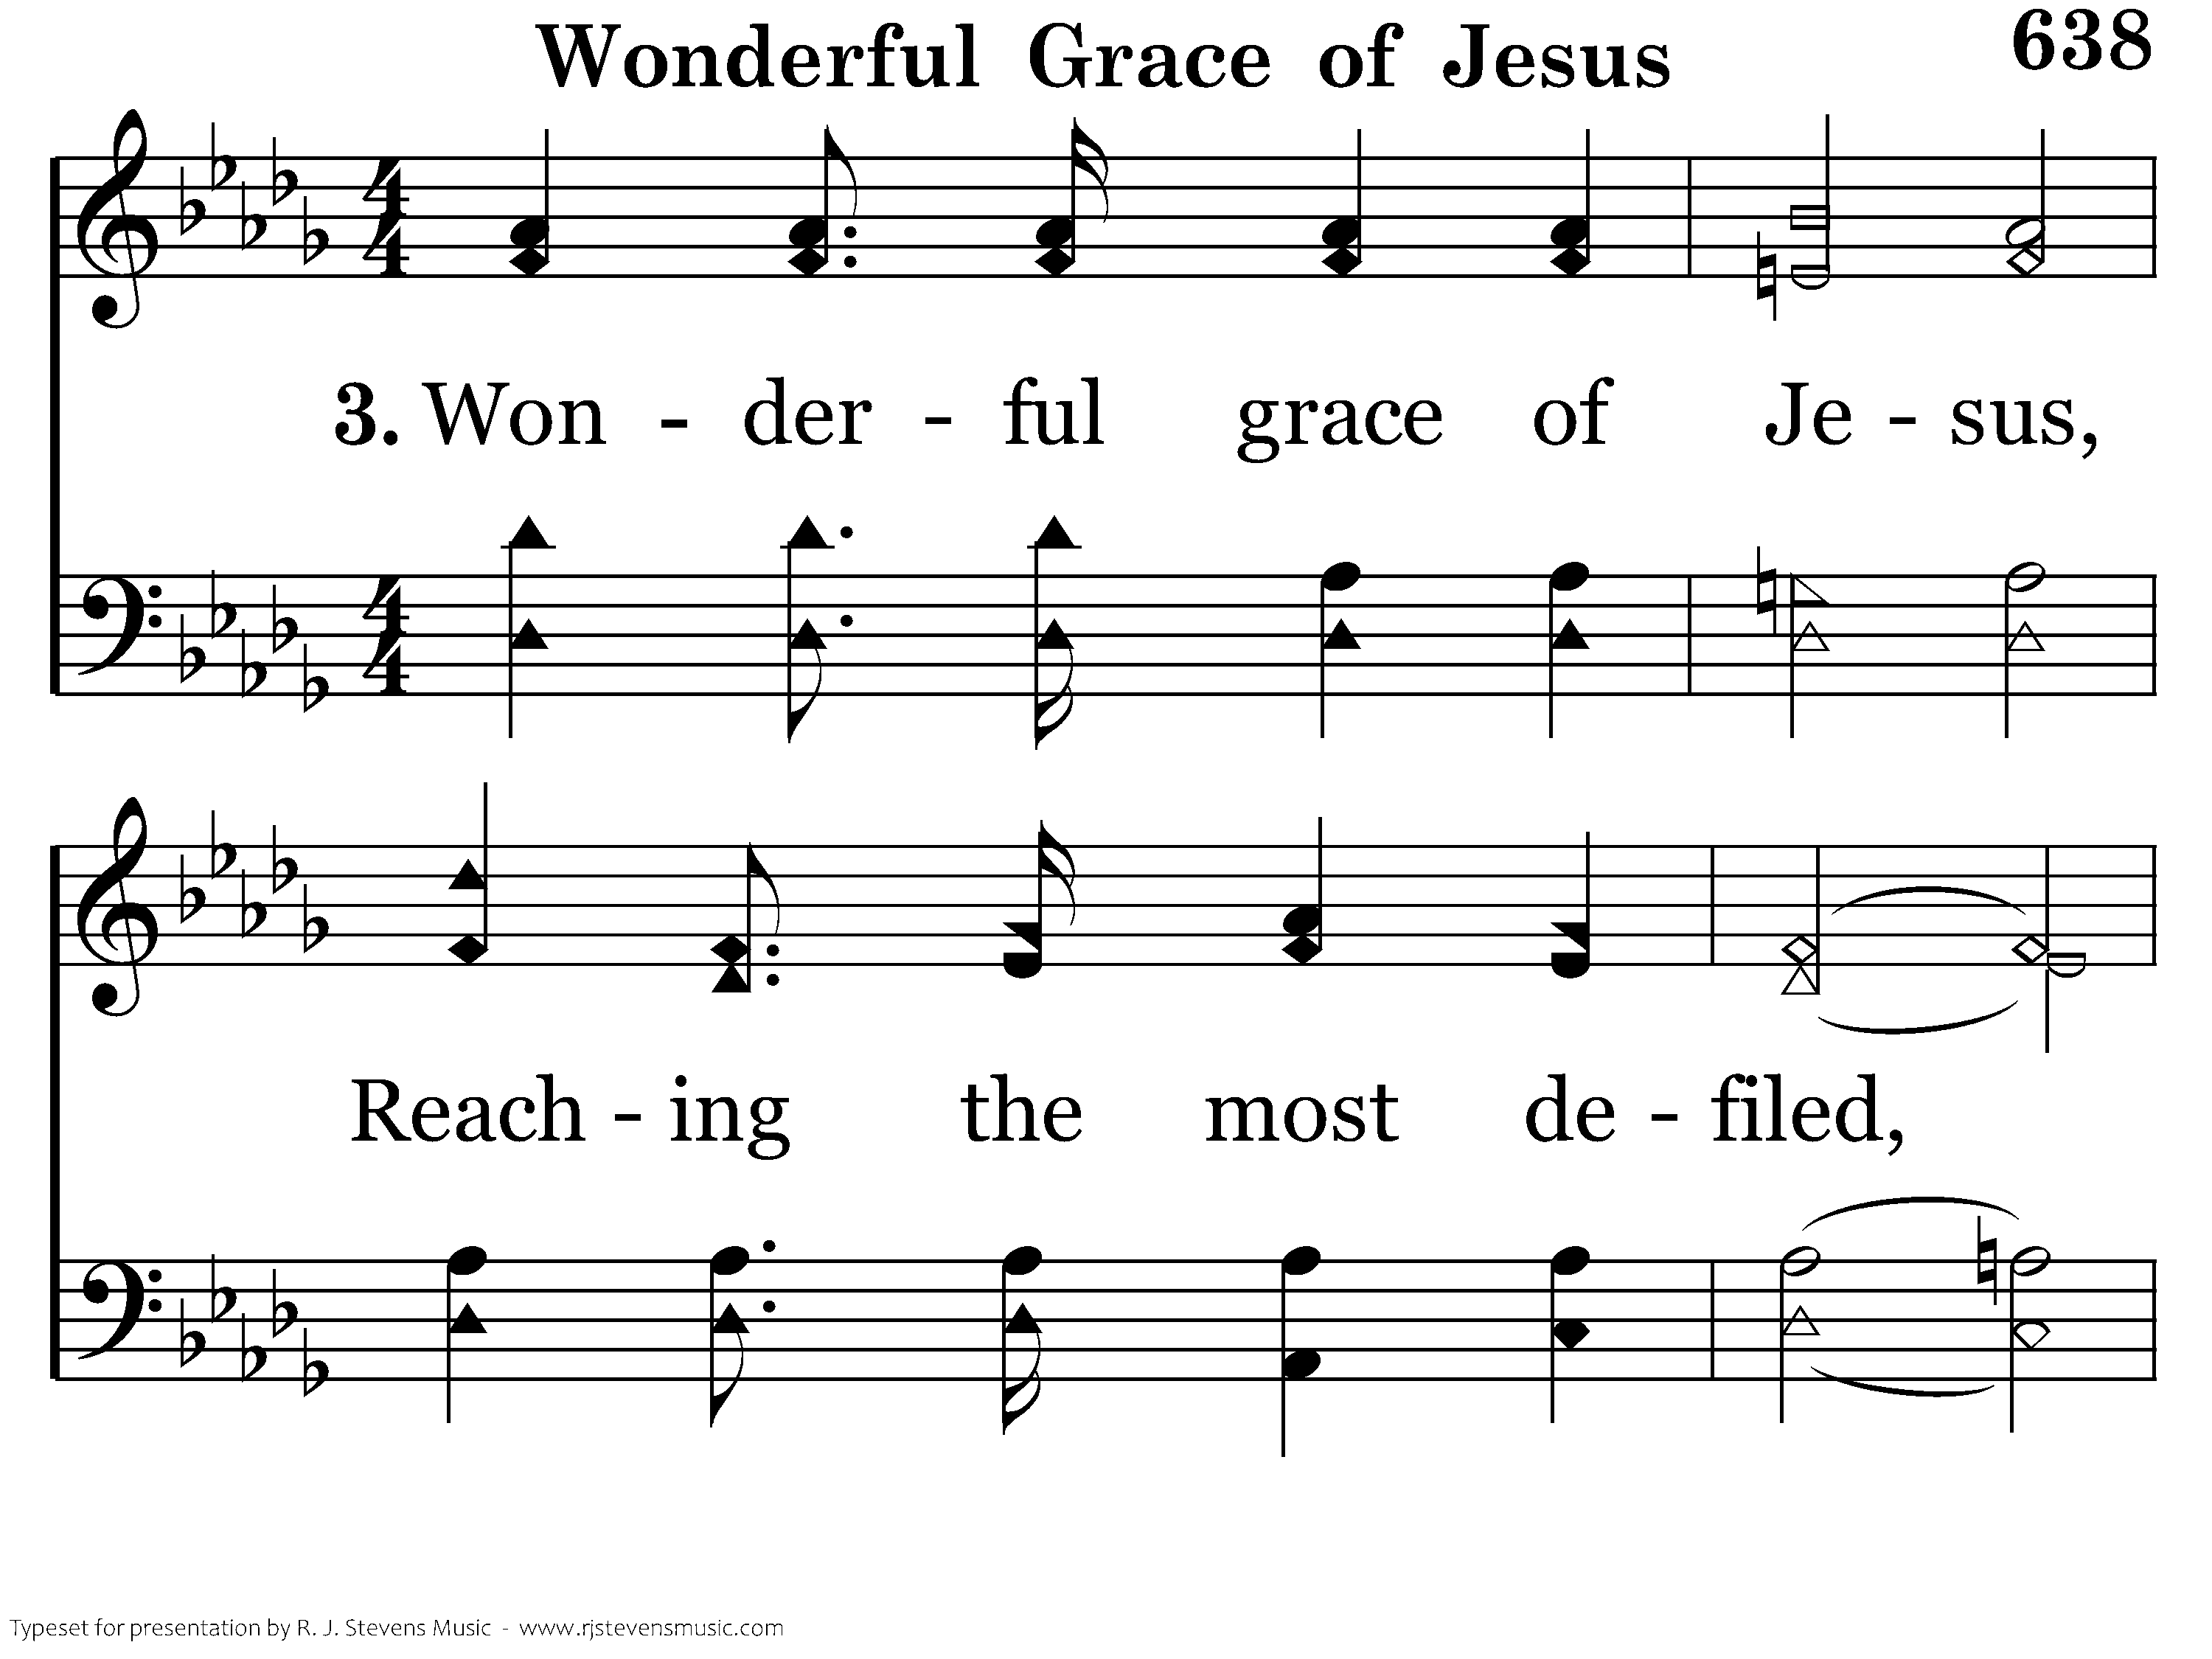 Wonderful Grace of Jesus 638
3. Won - der - ful grace of Je - sus,
Reach - ing the most de - filed,
Typeset for presentation by R. J. Stevens Music - www.rjstevensmusic.com